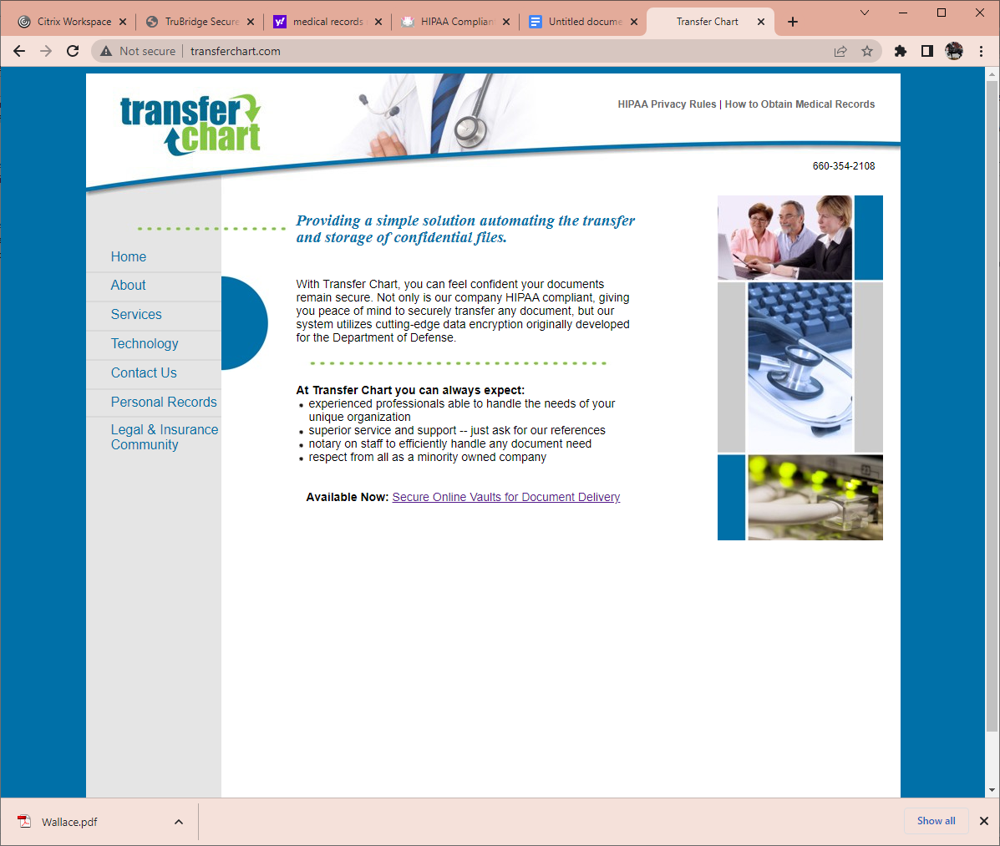 Citrix Workspace
TruBridge Secure
medical records
HIPAA Complian
Untitled docume
Transfer Chart
Not secure
transferchart.com
transfer
chart
HIPAA Privacy Rules | How to Obtain Medical Records
660-354-2108
Providing a simple solution automating the transfer
and storage of confidential files.
Home
About
Services
Technology
Contact Us
Personal Records
Legal & Insurance
Community
With Transfer Chart, you can feel confident your documents
remain secure. Not only is our company HIPAA compliant, giving
you peace of mind to securely transfer any document, but our
system utilizes cutting-edge data encryption originally developed
for the Department of Defense.
At Transfer Chart you can always expect:
experienced professionals able to handle the needs of your
unique organization
superior service and support -- just ask for our references
notary on staff to efficiently handle any document need
respect from all as a minority owned company
Available Now: Secure Online Vaults for Document Delivery
Wallace.pdf
Show all